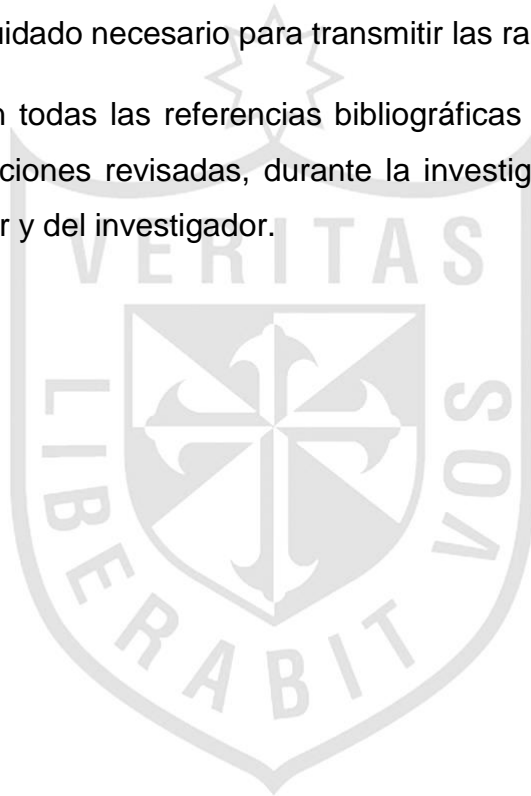 uidado necesario para transmitir las ra
n todas las referencias bibliográficas
ciones revisadas, durante la investig
r y del investigador.
VERITAS
LIBERABIT
VOS